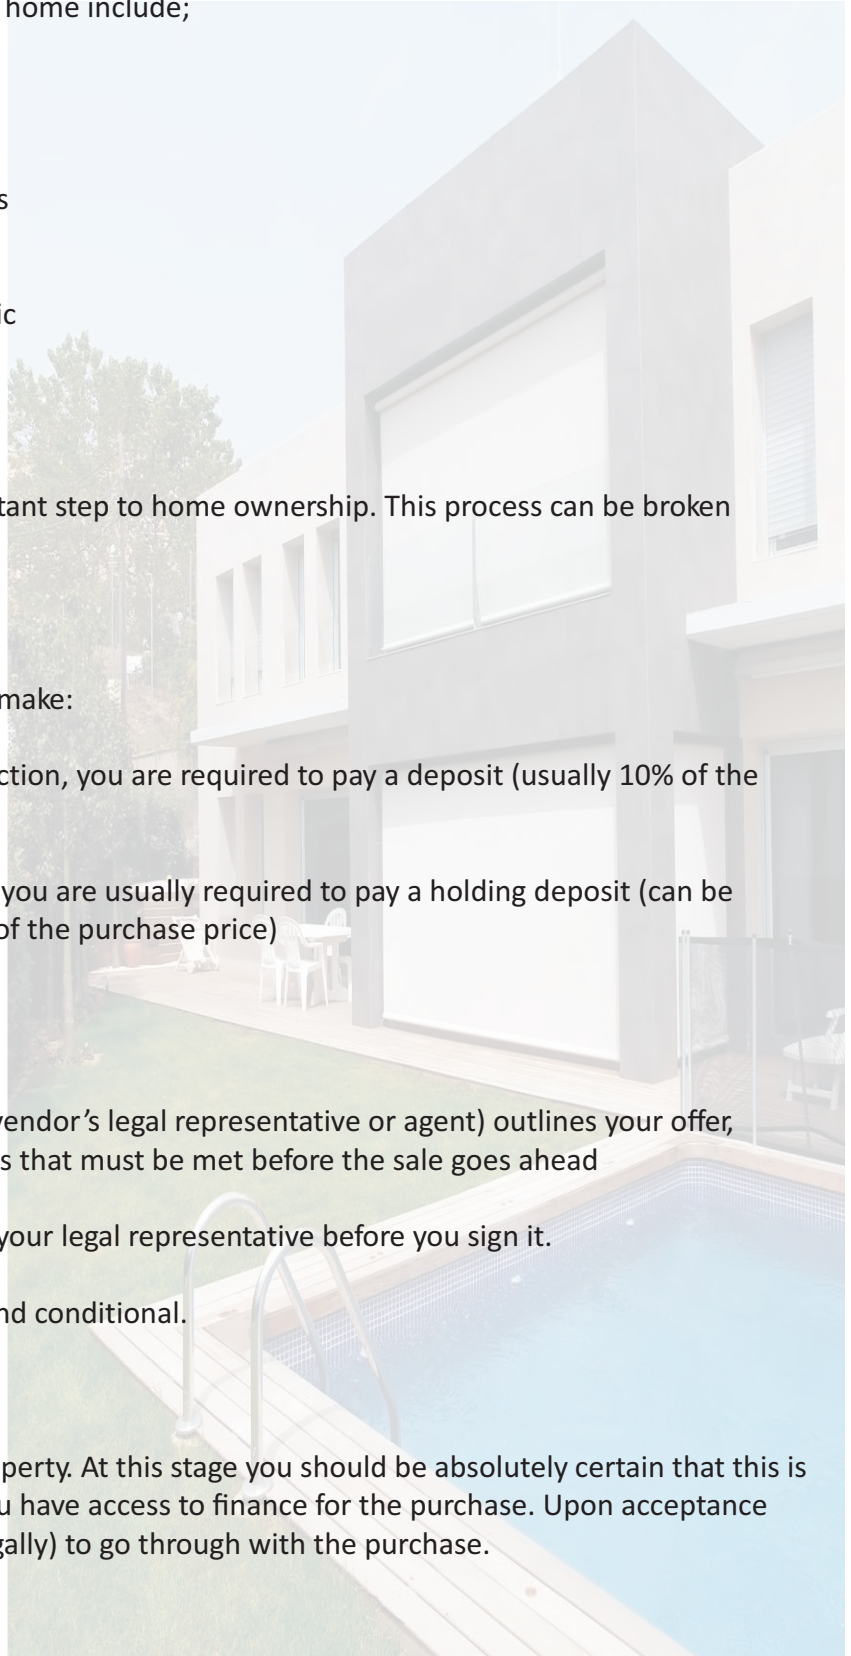 home include;
s
ic
tant step to home ownership. This process can be broken
make:
ction, you are required to pay a deposit (usually 10% of the
you are usually required to pay a holding deposit (can be
of the purchase price)
vendor’s legal representative or agent) outlines your offer,
s that must be met before the sale goes ahead
your legal representative before you sign it.
nd conditional.
perty. At this stage you should be absolutely certain that this is
u have access to finance for the purchase. Upon acceptance
gally) to go through with the purchase.